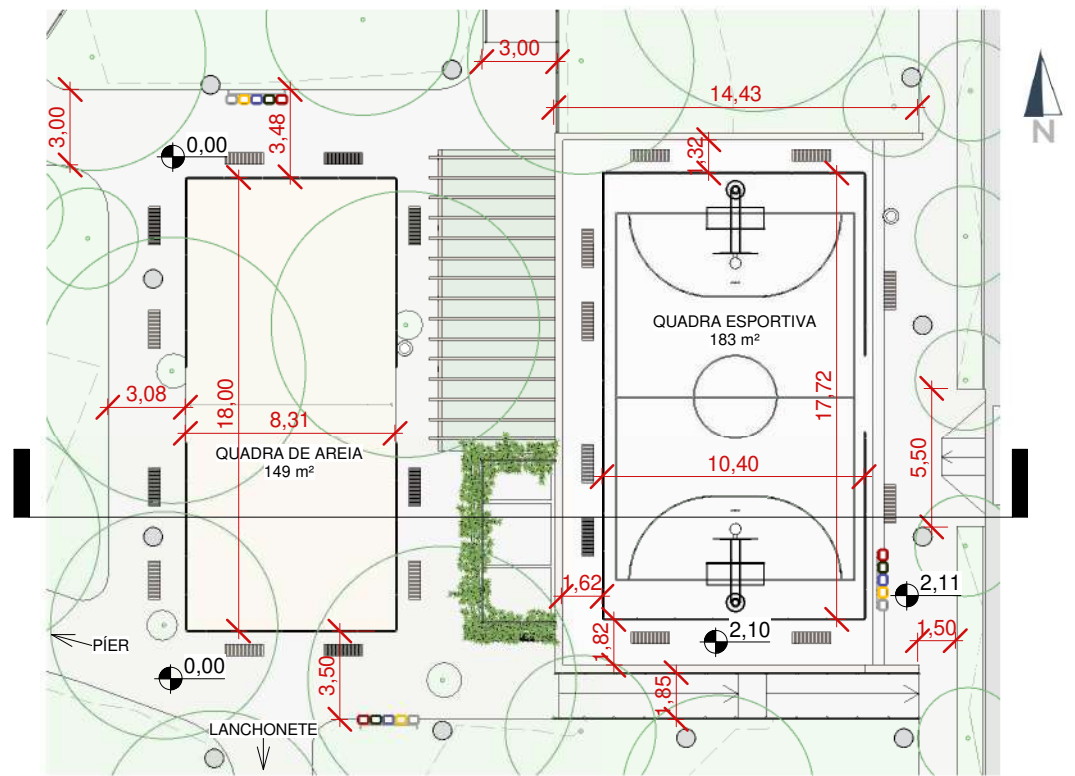 3,00
14,43
N
3,00
3,48
0,00
1,32
QUADRA ESPORTIVA
183 m²
3,08
18,00
8,31
17,72
5,50
QUADRA DE AREIA
149 m²
10,40
1,62
2,11
1,82
2,10
1,50
PÍER
0,00
3,50
1,85
LANCHONETE